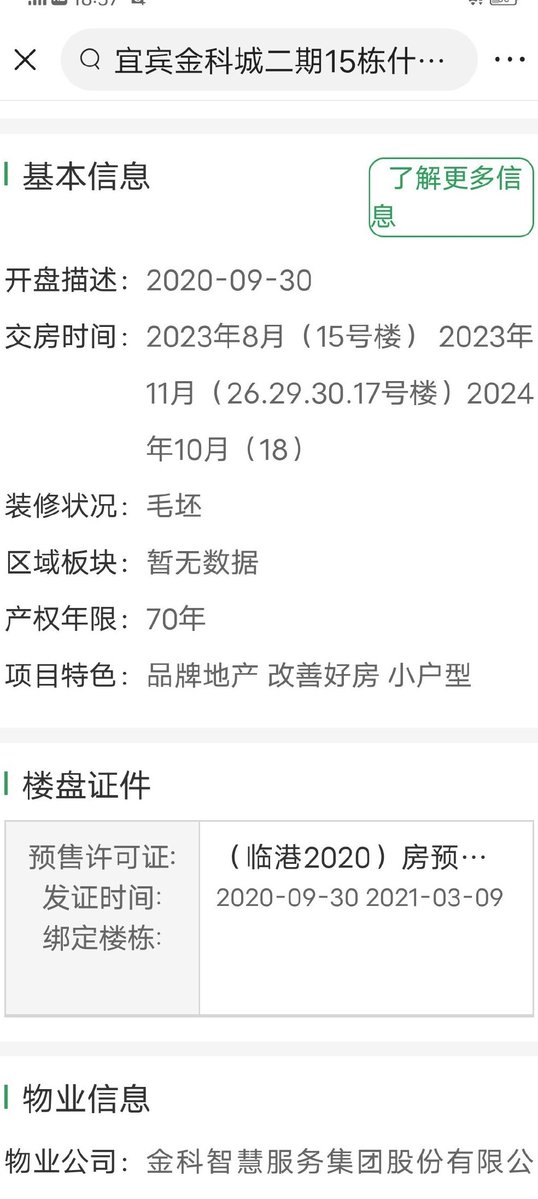 宜宾金科城二期15栋什…
基本信息
了解更多信
息
开盘描述：2020-09-30
交房时间：2023年8月（15号楼） 2023年
11月（26.29.30.17号楼）2024
年10月（18）
装修状况：毛坯
区域板块：暂无数据
产权年限：70年
项目特色：品牌地产 改善好房 小户型
楼盘证件
预售许可证: （临港2020）房预…
发证时间: 2020-09-30 2021-03-09
绑定楼栋:
物业信息
物业公司：金科智慧服务集团股份有限公